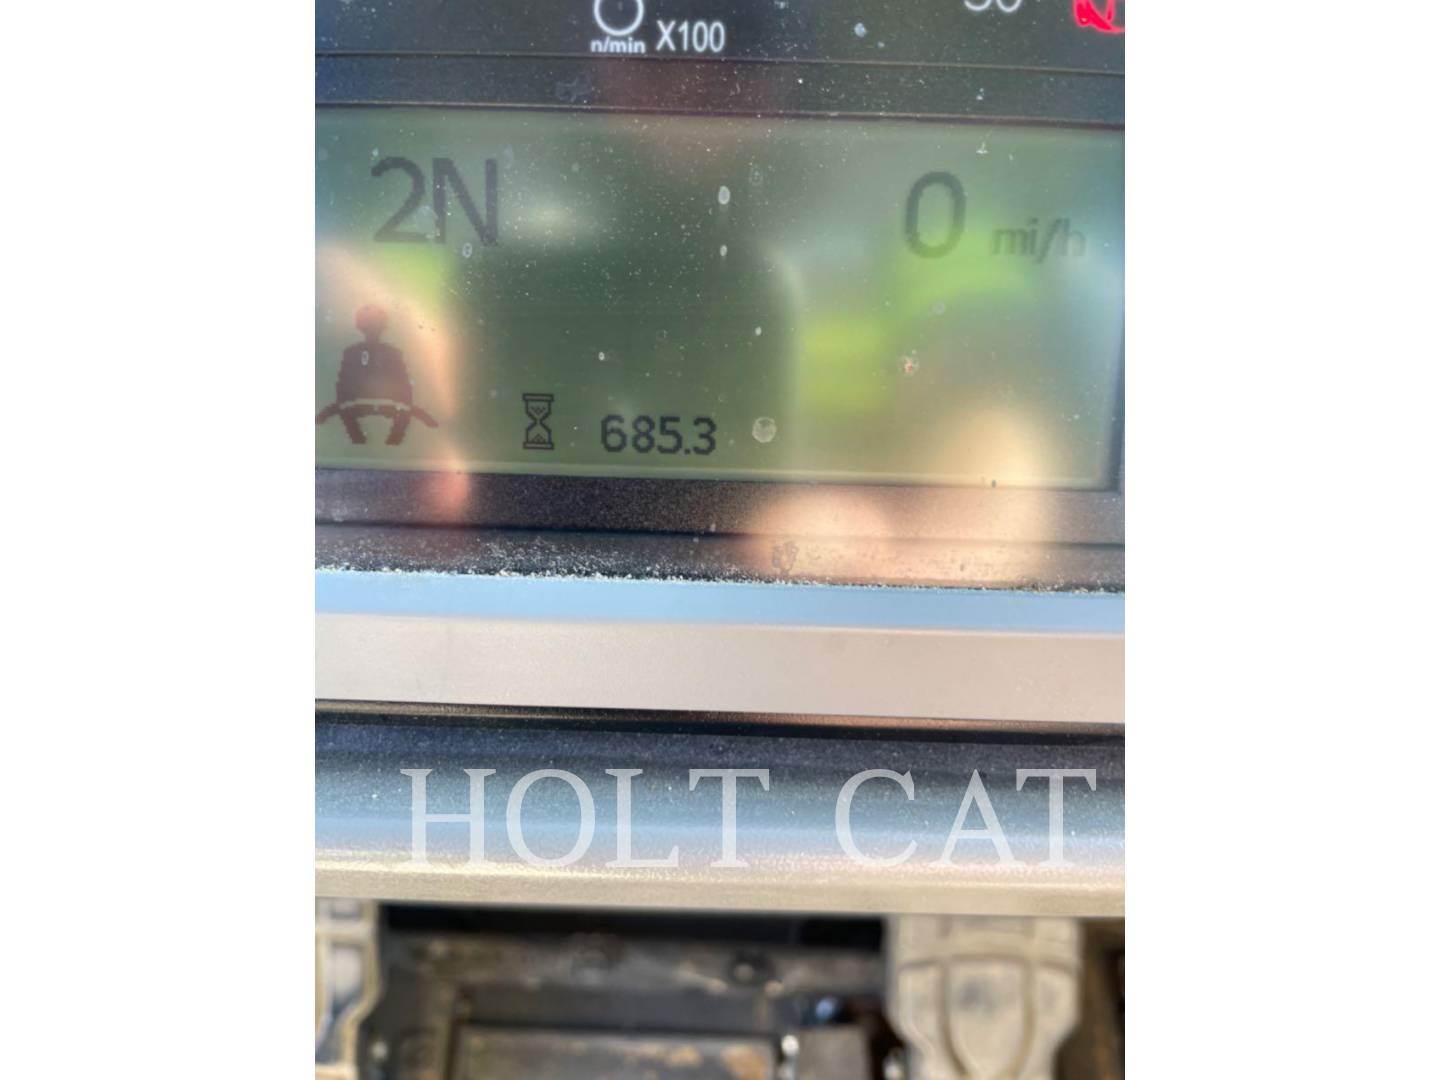 n/min X100
2N 0 mi/h
685.3
HOLT CAT